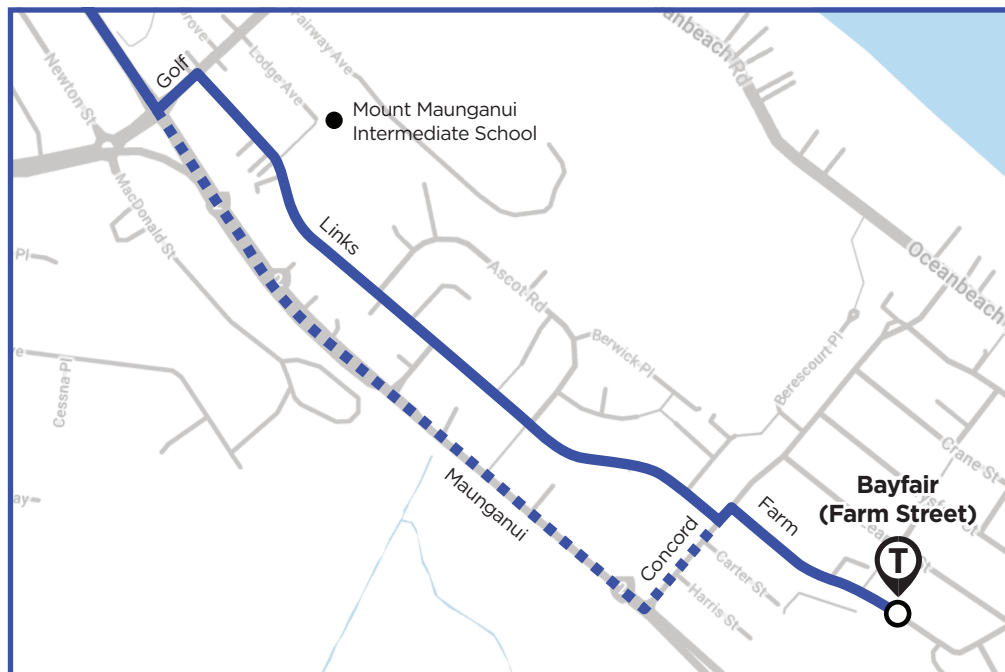 Golf
Newton St
Grove
Lodge Ave
Fairway Ave
Oceanbeach Rd
Mount Maunganui
Intermediate School
MacDonald St
Links
Pl
Ascot Rd
Oceanbeach
Berwick Pl
Berescourt Pl
Cessna Pl
Crane St
Maunganui
Concord
Farm
Bayfair
(Farm Street)
T
Carter St
Harris St